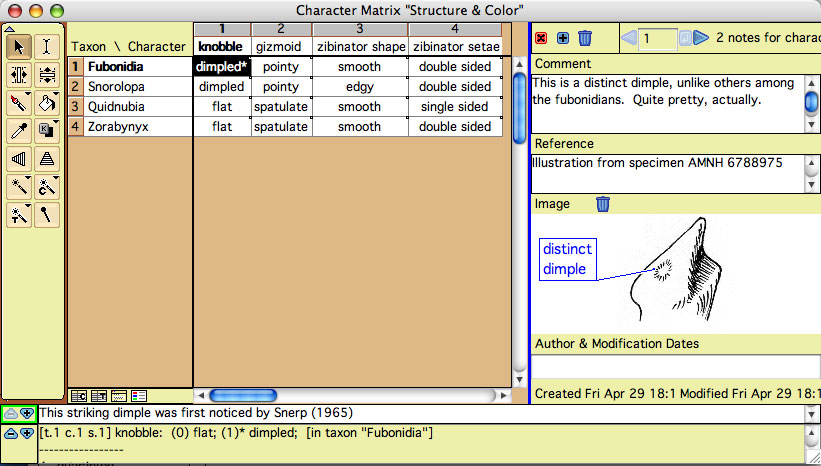 Character Matrix "Structure & Color"
1 2 3 4
Taxon \ Character knobble gizmoid zibinator shape zibinator setae
1 Fubonidia dimpled* pointy smooth double sided
2 Snorolopa dimpled pointy edgy double sided
3 Quidnubia flat spatulate smooth single sided
4 Zorabynyx flat spatulate smooth double sided
1 2 notes for charac
Comment
This is a distinct dimple, unlike others among
the fubonidians. Quite pretty, actually.
Reference
Illustration from specimen AMNH 6788975
Image
distinct
dimple
Author & Modification Dates
Created Fri Apr 29 18:1 Modified Fri Apr 29 18:1
This striking dimple was first noticed by Snerp (1965)
[t.1 c.1 s.1] knobble: (0) flat; (1)* dimpled; [in taxon "Fubonidia"]
-----------------